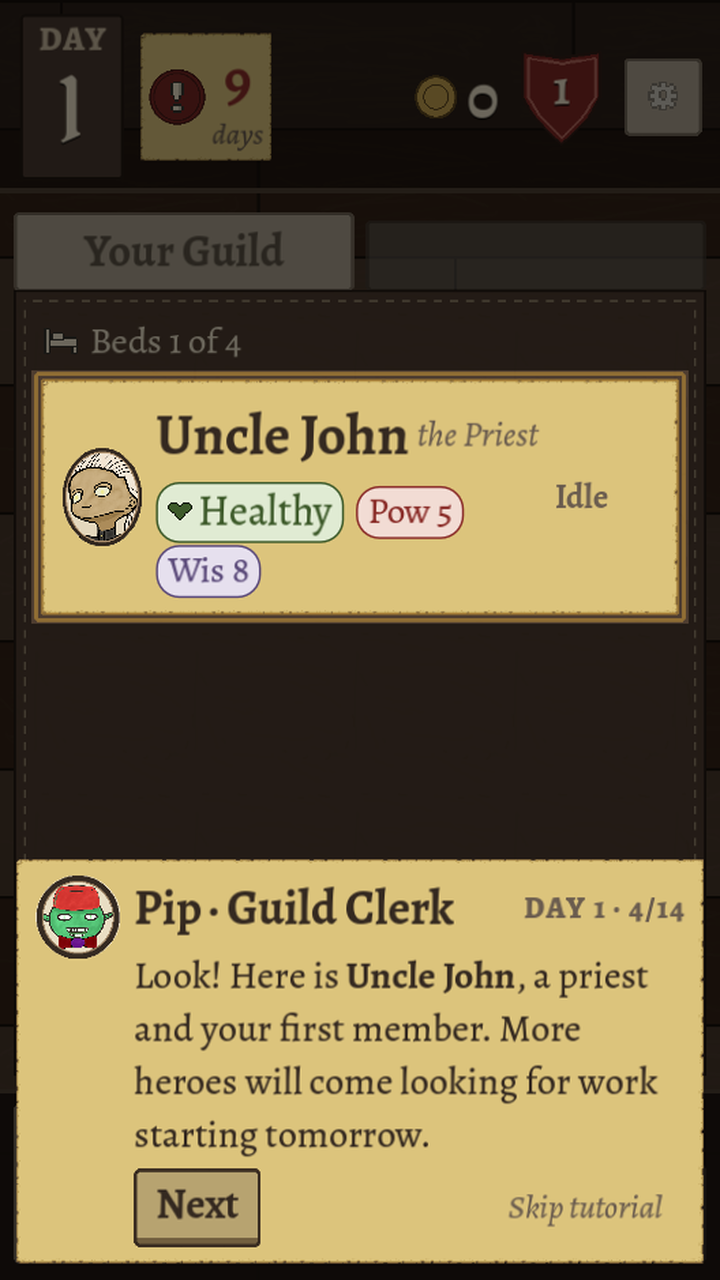 DAY
1
!
9
days
0
1
Your Guild
Beds 1 of 4
Uncle John the Priest
Healthy Pow 5
Idle
Wis 8
Pip · Guild Clerk
DAY 1 · 4/14
Look! Here is Uncle John, a priest
and your first member. More
heroes will come looking for work
starting tomorrow.
Next
Skip tutorial